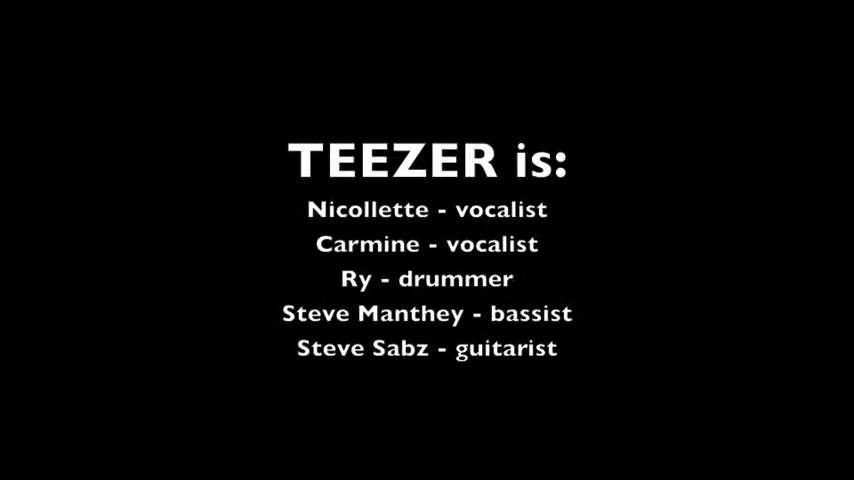 TEEZER is:
Nicollette - vocalist
Carmine - vocalist
Ry - drummer
Steve Manthey - bassist
Steve Sabz - guitarist